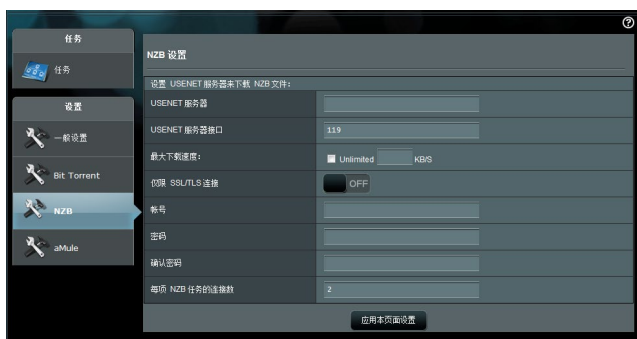 任务
任务
设置
一般设置
Bit Torrent
NZB
aMule
NZB 设置
设置 USENET 服务器来下载 NZB 文件:
USENET 服务器
USENET 服务器接口
119
最大下载速度:
Unlimited KB/S
仅限 SSL/TLS 连接
OFF
帐号
密码
确认密码
每项 NZB 任务的连接数
2
应用本页面设置